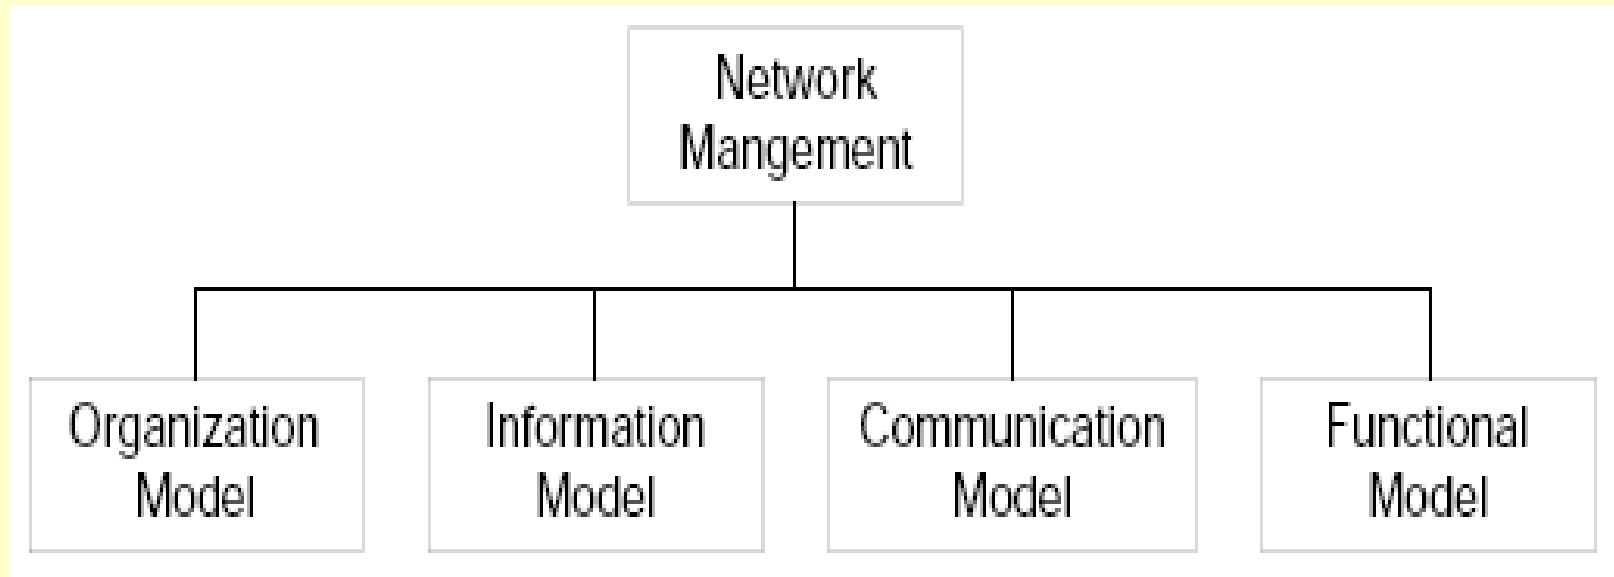 Network
Mangement
Organization
Model
Information
Model
Communication
Model
Functional
Model